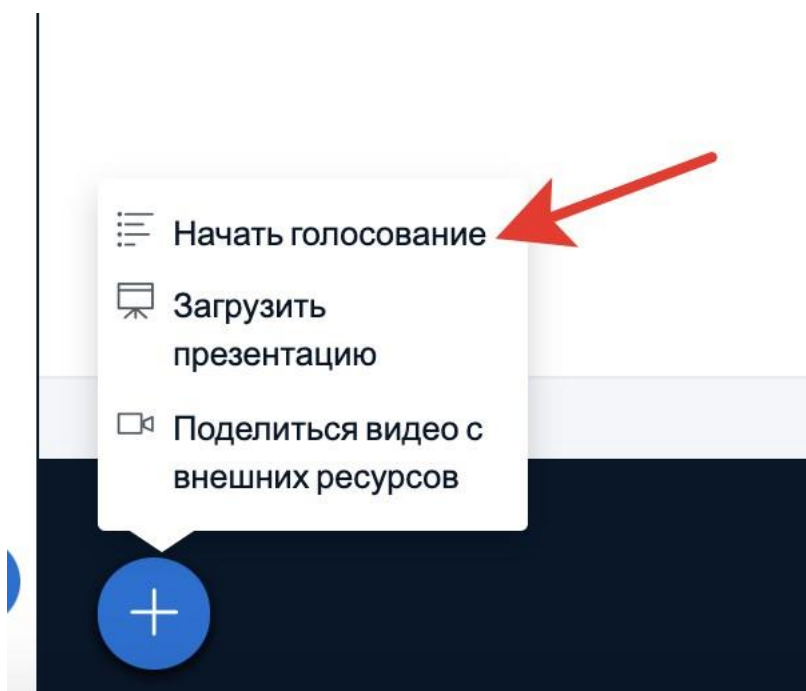 Начать голосование
Загрузить
презентацию
Поделиться видео с
внешних ресурсов